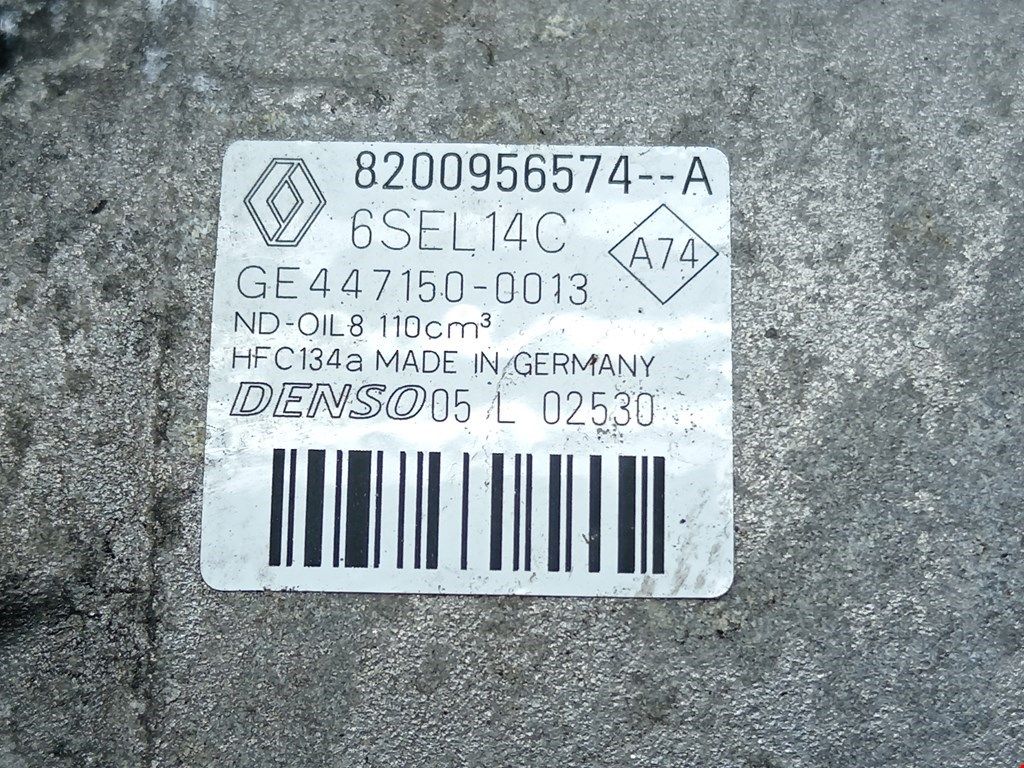 8200956574--A
6SEL14C
A74
GE447150-0013
ND-OIL8 110cm³
HFC134a MADE IN GERMANY
DENSO 05 L 02530